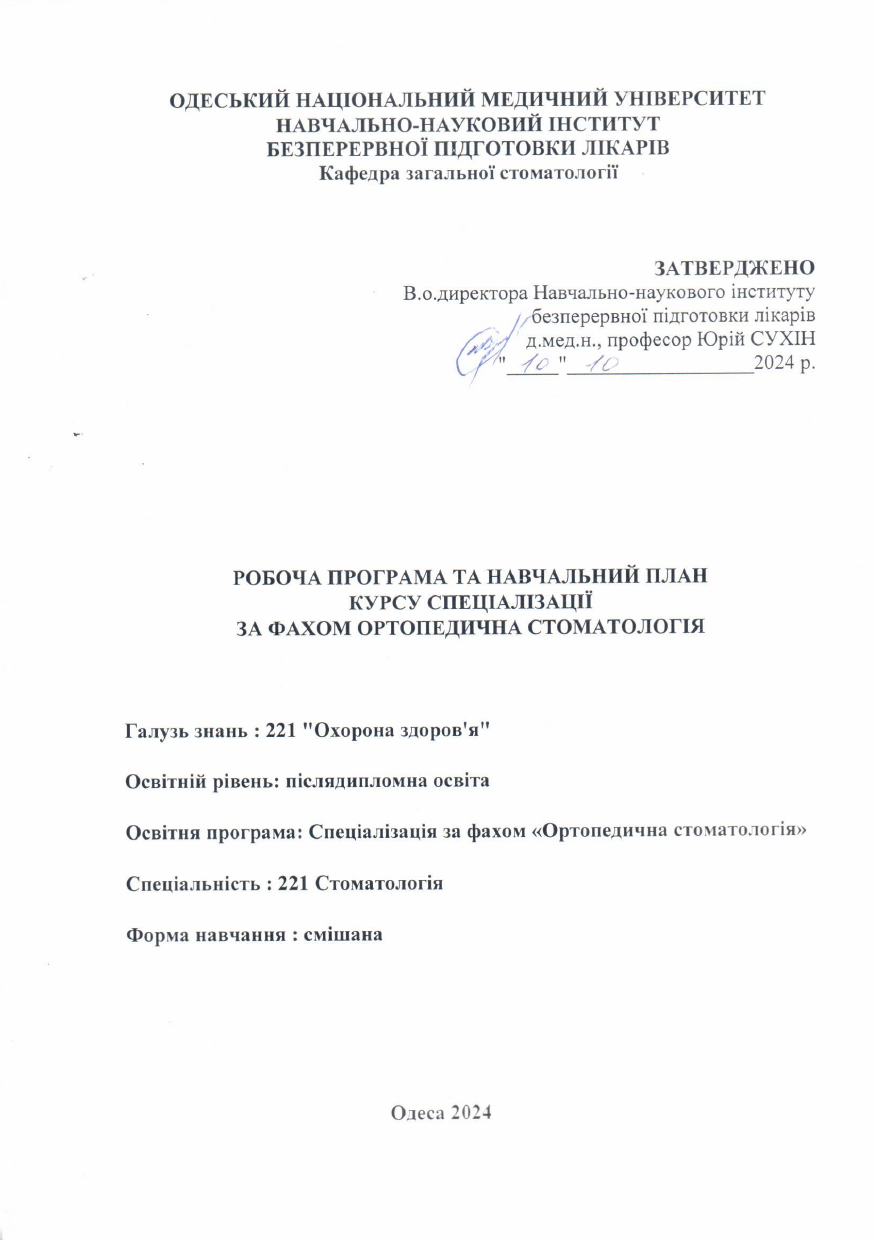 ОДЕСЬКИЙ НАЦІОНАЛЬНИЙ МЕДИЧНИЙ УНІВЕРСИТЕТ
НАВЧАЛЬНО-НАУКОВИЙ ІНСТИТУТ
БЕЗПЕРЕРВНОЇ ПІДГОТОВКИ ЛІКАРІВ
Кафедра загальної стоматології
ЗАТВЕРДЖЕНО
В.о.директора Навчально-наукового інституту
безперервної підготовки лікарів
д.мед.н., професор Юрій СУХІН
"10" 10 2024 р.
РОБОЧА ПРОГРАМА ТА НАВЧАЛЬНИЙ ПЛАН
КУРСУ СПЕЦІАЛІЗАЦІЇ
ЗА ФАХОМ ОРТОПЕДИЧНА СТОМАТОЛОГІЯ
Галузь знань : 221 "Охорона здоров'я"
Освітній рівень: післядипломна освіта
Освітня програма: Спеціалізація за фахом «Ортопедична стоматологія»
Спеціальність : 221 Стоматологія
Форма навчання : смішана
Одеса 2024